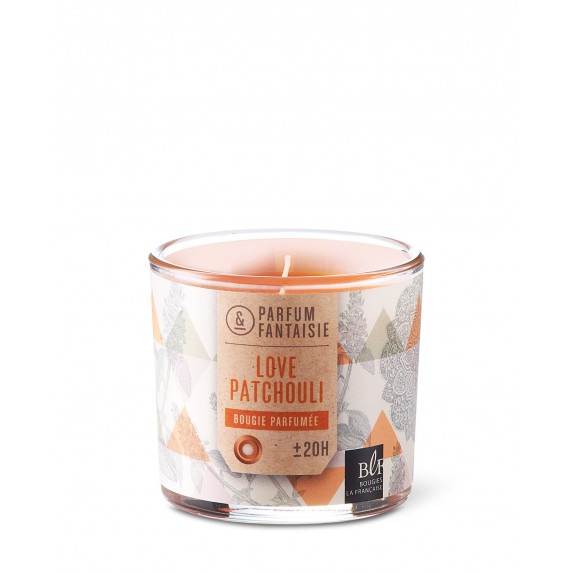 &
PARFUM
FANTAISIE
LOVE
PATCHOULI
BOUGIE PARFUMÉE
±20H
BLF
BOUGIES
LA FRANÇAISE